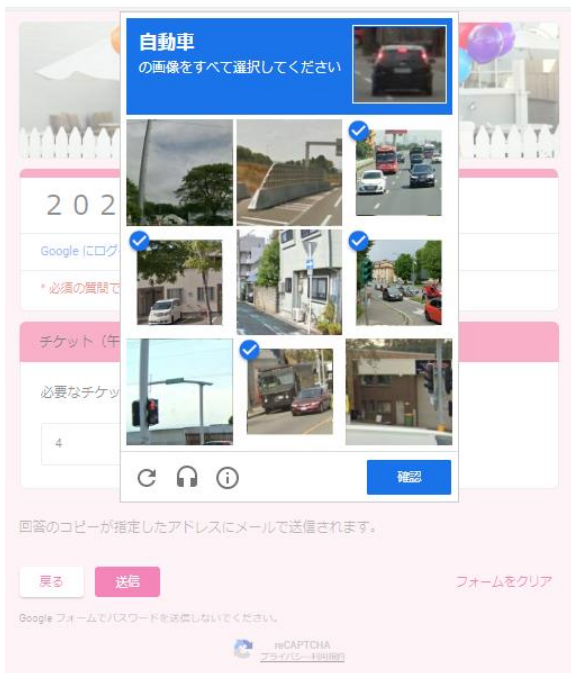 自動車
の画像をすべて選択してください
202
Google にログ
* 必須の質問で
チケット（午
必要なチケッ
4
確認
回答のコピーが指定したアドレスにメールで送信されます。
戻る
送信
フォームをクリア
Google フォームでパスワードを送信しないでください。
reCAPTCHA
プライバシー - 利用規約